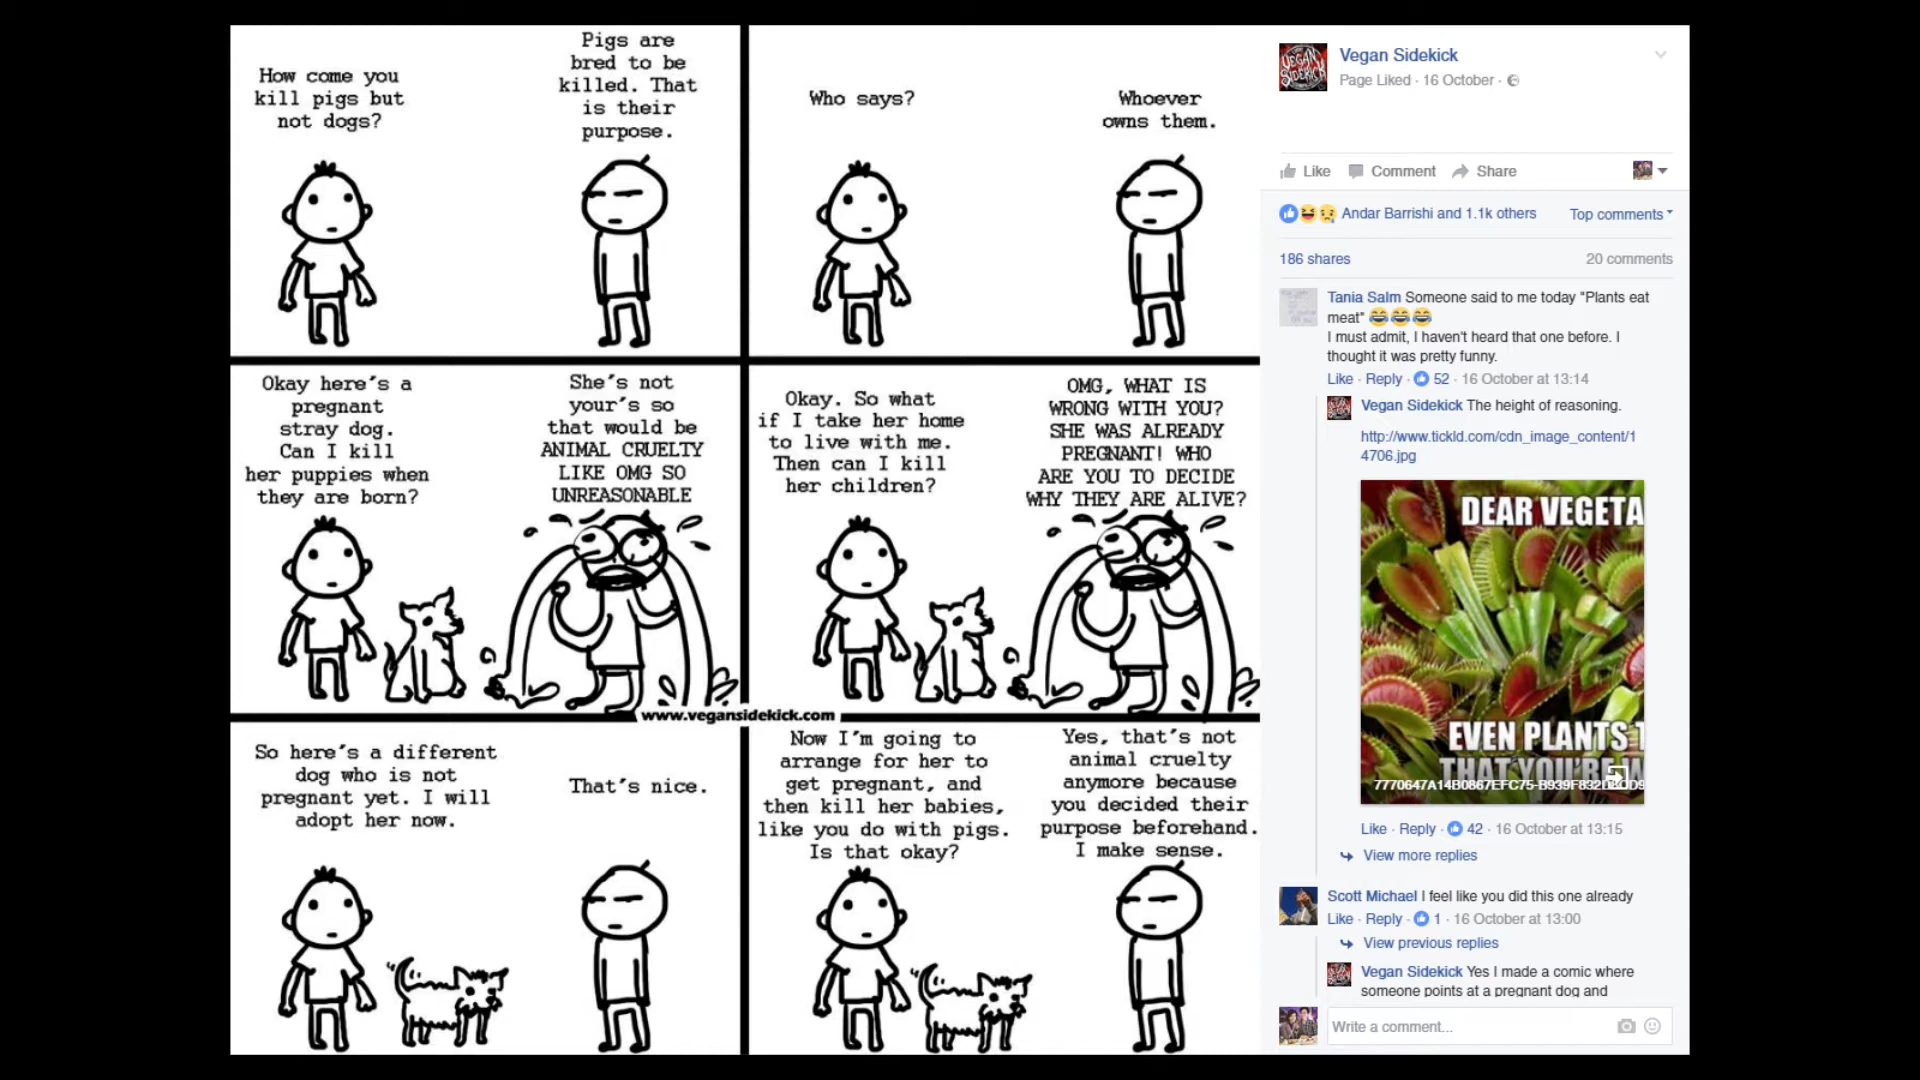 How come you
kill pigs but
not dogs?
Pigs are
bred to be
killed. That
is their
purpose.
Who says?
Whoever
owns them.
Okay here's a
pregnant
stray dog.
Can I kill
her puppies when
they are born?
She's not
your's so
that would be
ANIMAL CRUELTY
LIKE OMG SO
UNREASONABLE
Okay. So what
if I take her home
to live with me.
Then can I kill
her children?
OMG, WHAT IS
WRONG WITH YOU?
SHE WAS ALREADY
PREGNANT! WHO
ARE YOU TO DECIDE
WHY THEY ARE ALIVE?
www.vegansidekick.com
So here's a different
dog who is not
pregnant yet. I will
adopt her now.
That's nice.
Now I'm going to
arrange for her to
get pregnant, and
then kill her babies,
like you do with pigs.
Is that okay?
Yes, that's not
animal cruelty
anymore because
you decided their
purpose beforehand.
I make sense.
VEGAN
SIDEKICK
Vegan Sidekick
Page Liked · 16 October ·
Like Comment Share
Andar Barrishi and 1.1k others Top comments
186 shares 20 comments
Tania Salm Someone said to me today "Plants eat
meat" 😂😂😂
I must admit, I haven't heard that one before. I
thought it was pretty funny.
Like · Reply · 52 · 16 October at 13:14
Vegan Sidekick The height of reasoning.
http://www.tickld.com/cdn_image_content/1
4706.jpg
DEAR VEGETA
EVEN PLANTS T
THAT YOU'RE W
Like · Reply · 42 · 16 October at 13:15
View more replies
Scott Michael I feel like you did this one already
Like · Reply · 1 · 16 October at 13:00
View previous replies
Vegan Sidekick Yes I made a comic where
someone points at a pregnant dog and
Write a comment...